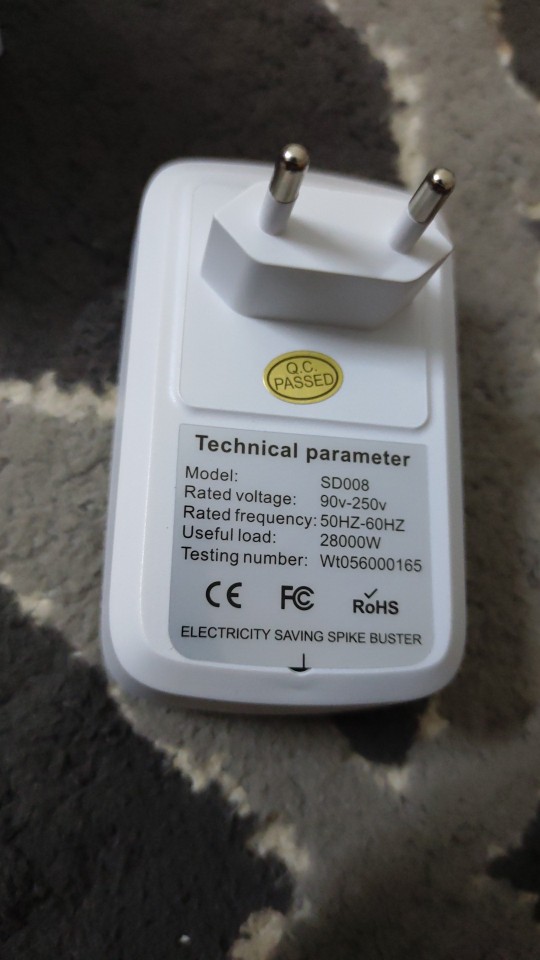 Q.C.
PASSED
Technical parameter
Model: SD008
Rated voltage: 90v-250v
Rated frequency: 50HZ-60HZ
Useful load: 28000W
Testing number: Wt056000165
CE FC RoHS
ELECTRICITY SAVING SPIKE BUSTER